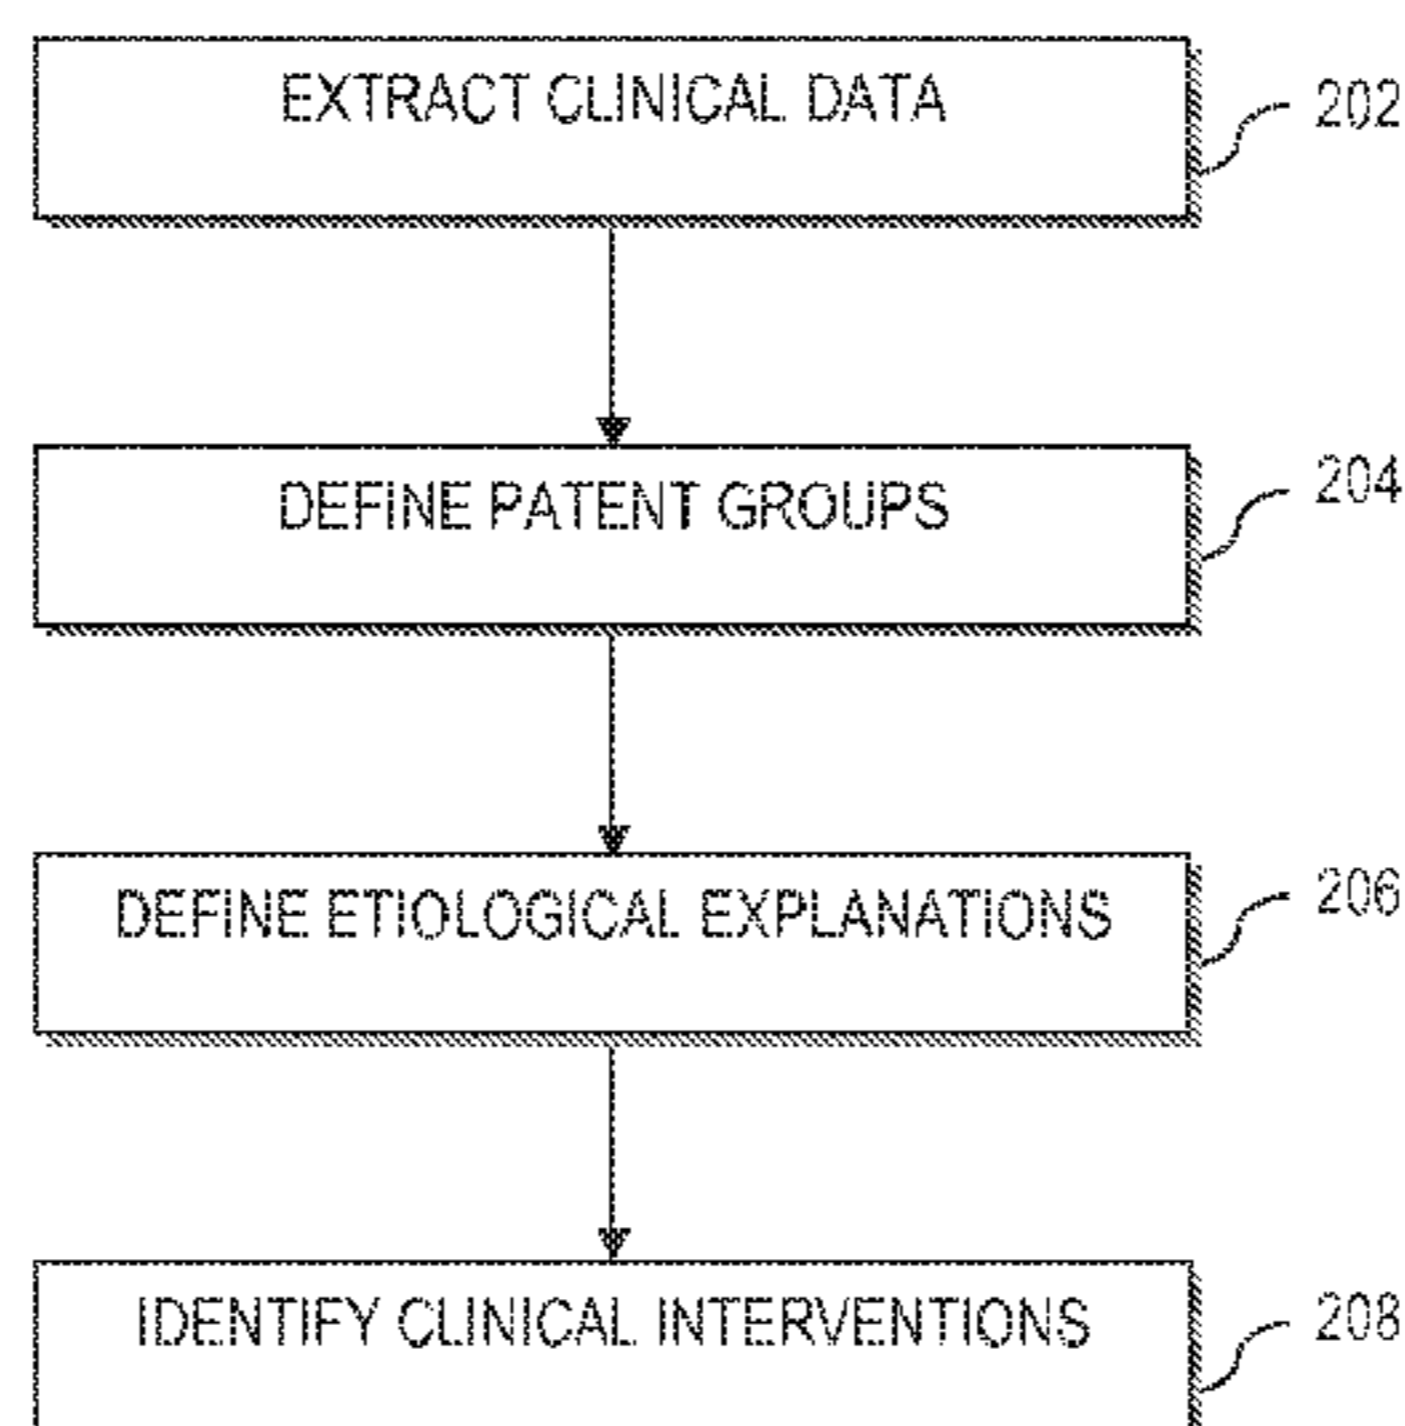 EXTRACT CLINICAL DATA
202
DEFINE PATENT GROUPS
204
DEFINE ETIOLOGICAL EXPLANATIONS
206
IDENTIFY CLINICAL INTERVENTIONS
208